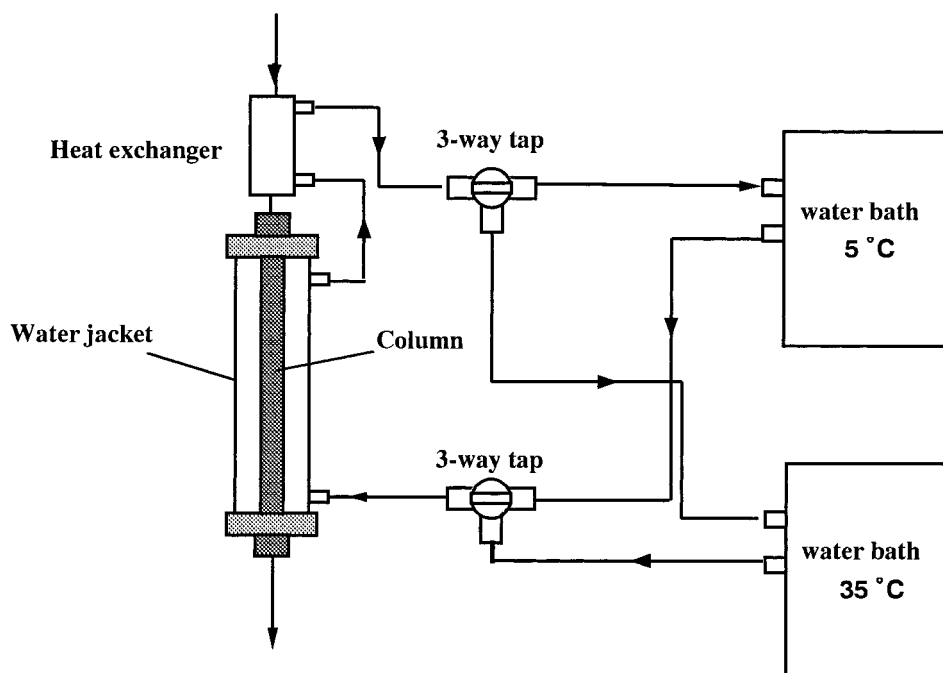 3-way tap
Heat exchanger
water bath
5 °C
Water jacket
Column
3-way tap
water bath
35 °C